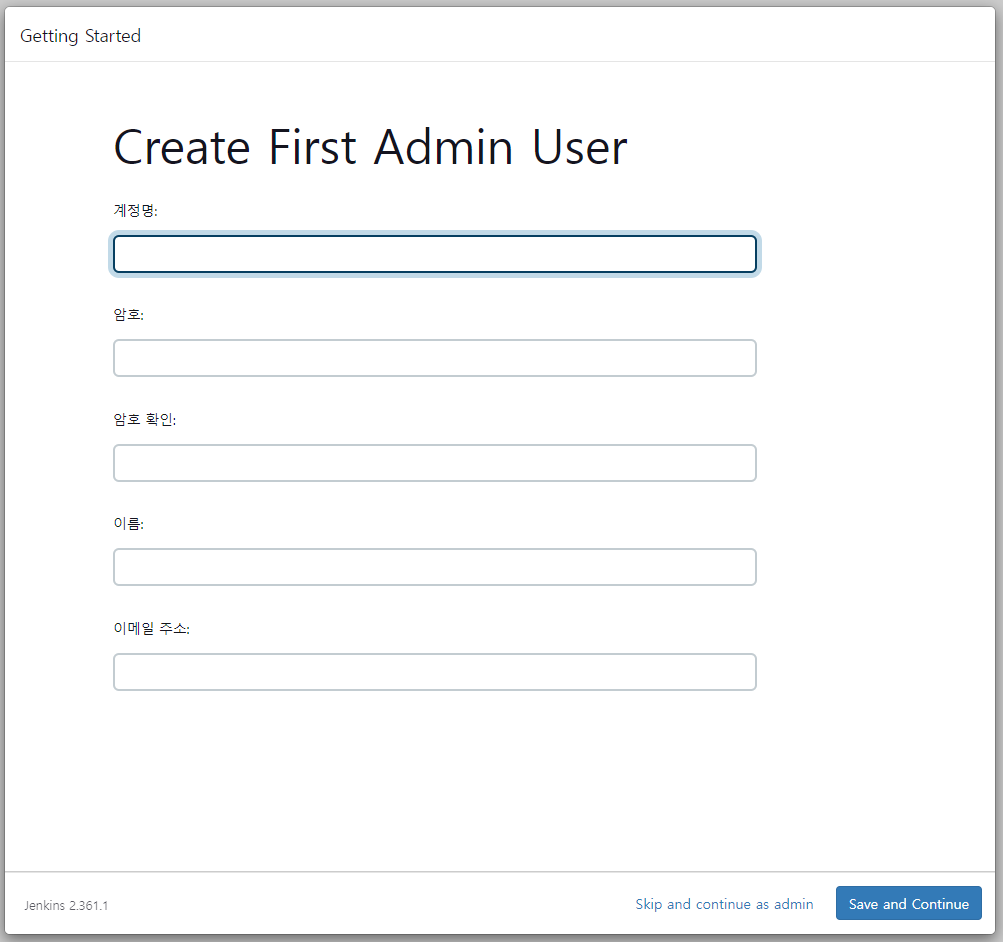 Getting Started
Create First Admin User
계정명:
암호:
암호 확인:
이름:
이메일 주소:
Jenkins 2.361.1
Skip and continue as admin
Save and Continue